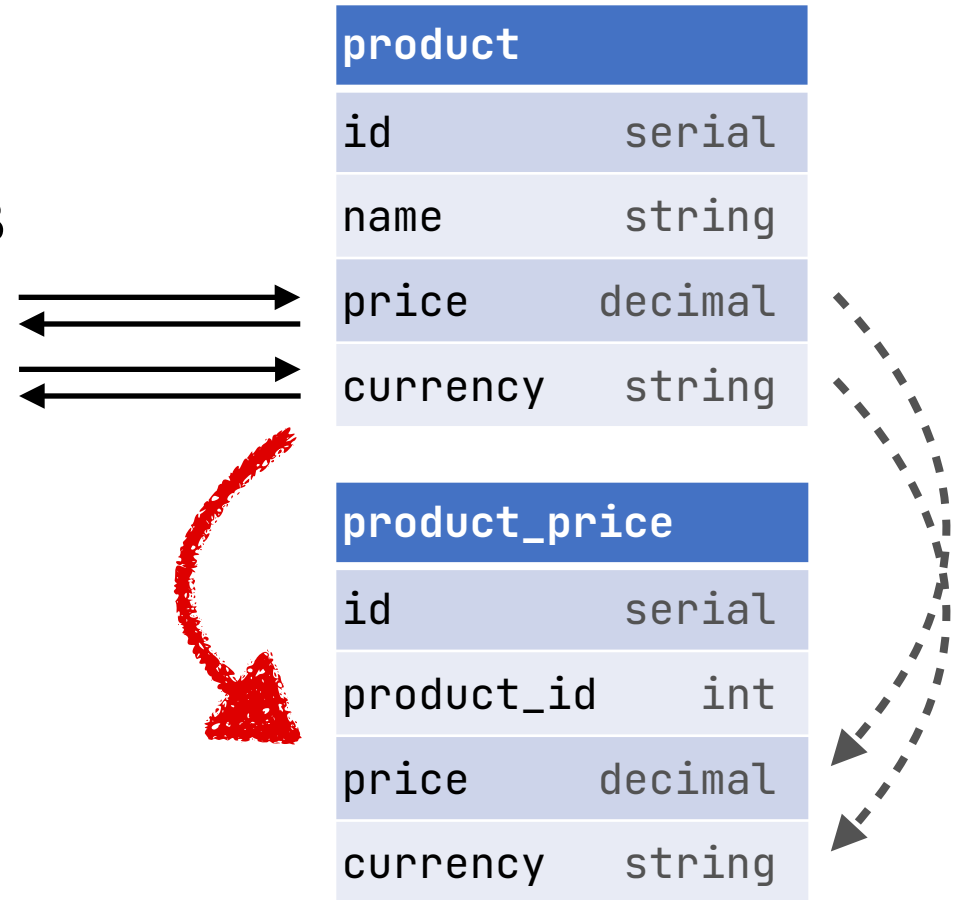 product
id serial
name string
price decimal
currency string
product_price
id serial
product_id int
price decimal
currency string